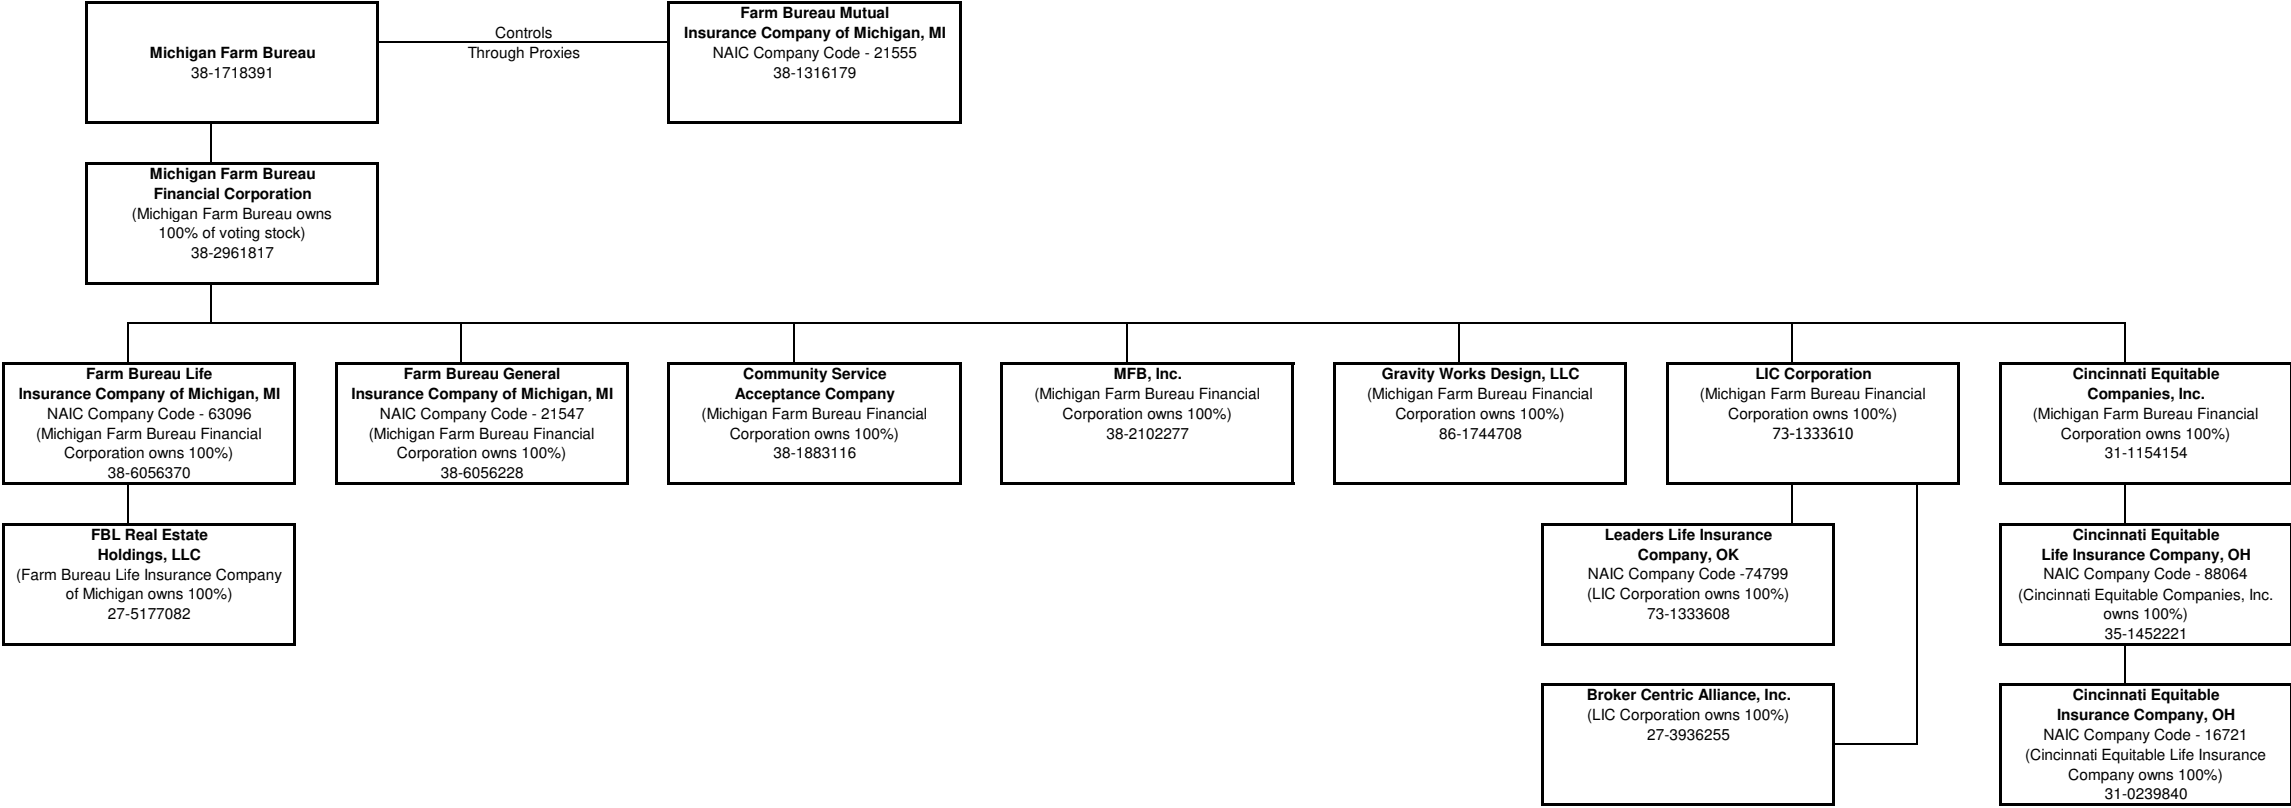 Michigan Farm Bureau
38-1718391
Controls
Through Proxies
Farm Bureau Mutual
Insurance Company of Michigan, MI
NAIC Company Code - 21555
38-1316179
Michigan Farm Bureau
Financial Corporation
(Michigan Farm Bureau owns
100% of voting stock)
38-2961817
Farm Bureau Life
Insurance Company of Michigan, MI
NAIC Company Code - 63096
(Michigan Farm Bureau Financial
Corporation owns 100%)
38-6056370
Farm Bureau General
Insurance Company of Michigan, MI
NAIC Company Code - 21547
(Michigan Farm Bureau Financial
Corporation owns 100%)
38-6056228
Community Service
Acceptance Company
(Michigan Farm Bureau Financial
Corporation owns 100%)
38-1883116
MFB, Inc.
(Michigan Farm Bureau Financial
Corporation owns 100%)
38-2102277
Gravity Works Design, LLC
(Michigan Farm Bureau Financial
Corporation owns 100%)
86-1744708
LIC Corporation
(Michigan Farm Bureau Financial
Corporation owns 100%)
73-1333610
Cincinnati Equitable
Companies, Inc.
(Michigan Farm Bureau Financial
Corporation owns 100%)
31-1154154
FBL Real Estate
Holdings, LLC
(Farm Bureau Life Insurance Company
of Michigan owns 100%)
27-5177082
Leaders Life Insurance
Company, OK
NAIC Company Code -74799
(LIC Corporation owns 100%)
73-1333608
Cincinnati Equitable
Life Insurance Company, OH
NAIC Company Code - 88064
(Cincinnati Equitable Companies, Inc.
owns 100%)
35-1452221
Broker Centric Alliance, Inc.
(LIC Corporation owns 100%)
27-3936255
Cincinnati Equitable
Insurance Company, OH
NAIC Company Code - 16721
(Cincinnati Equitable Life Insurance
Company owns 100%)
31-0239840